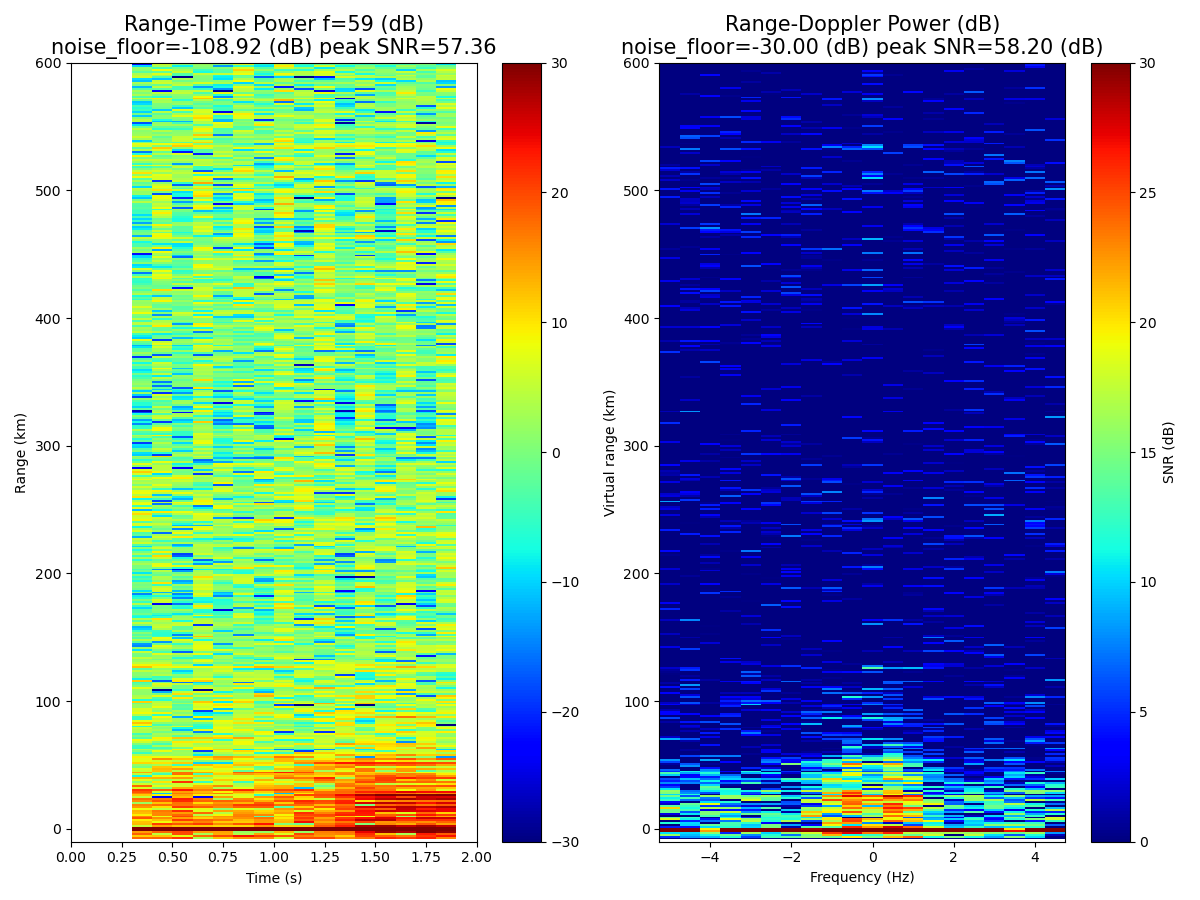 Range-Time Power f=59 (dB)
noise_floor=-108.92 (dB) peak SNR=57.36
600
500
400
300
200
100
0
Range (km)
0.00 0.25 0.50 0.75 1.00 1.25 1.50 1.75 2.00
Time (s)
30
20
10
0
−10
−20
−30
Range-Doppler Power (dB)
noise_floor=-30.00 (dB) peak SNR=58.20 (dB)
600
500
400
300
200
100
0
Virtual range (km)
−4 −2 0 2 4
Frequency (Hz)
30
25
20
15
10
5
0
SNR (dB)